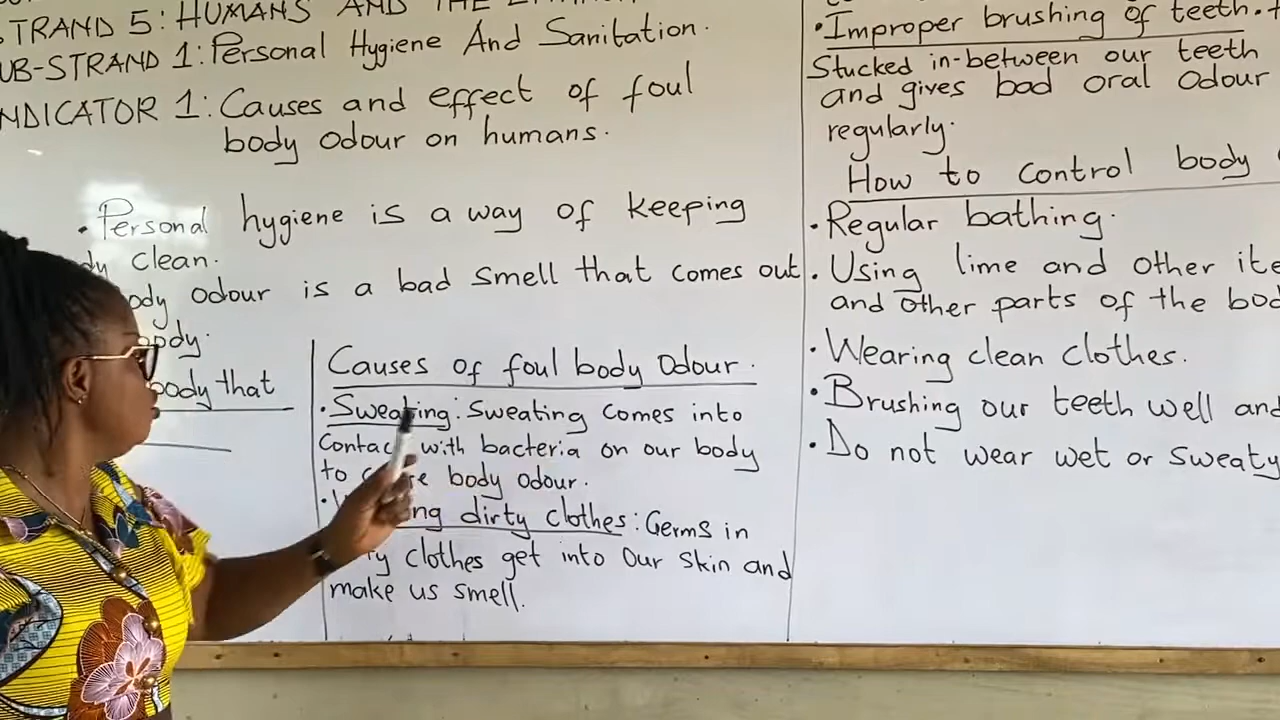 STRAND 5: HUMANS AND THE
UB-STRAND 1: Personal Hygiene And Sanitation.
NDICATOR 1: Causes and effect of foul
body Odour on humans.
• Personal hygiene is a way of keeping
dy clean.
ody Odour is a bad smell that comes out
body.
body that
Causes of foul body Odour.
• Sweating: Sweating comes into
Contac with bacteria on our body
to body Odour.
• ng dirty clothes: Germs in
ty clothes get into Our Skin and
make us smell.
• Improper brushing of teeth.
Stucked in-between our teeth
and gives bad oral Odour
regularly.
How to control body
• Regular bathing.
• Using lime and other ite
and other parts of the bod
• Wearing clean clothes.
• Brushing our teeth well and
• Do not wear wet or sweaty